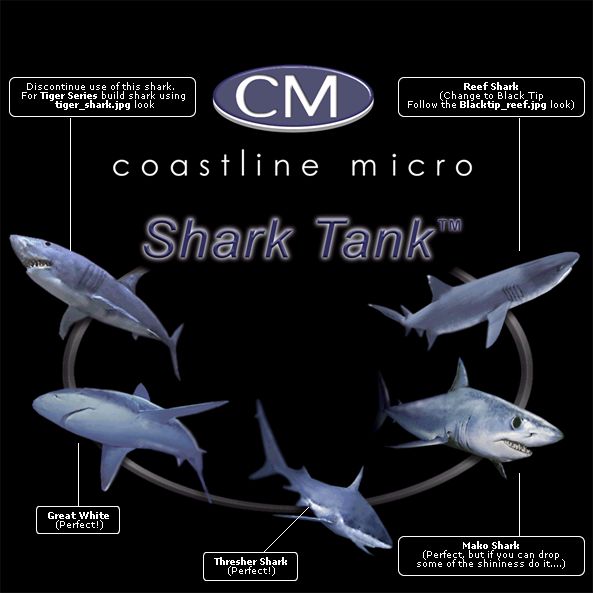 Discontinue use of this shark.
For Tiger Series build shark using
tiger_shark.jpg look
CM
Reef Shark
(Change to Black Tip
Follow the Blacktip_reef.jpg look)
coastline micro
Shark Tank™
Great White
(Perfect!)
Thresher Shark
(Perfect!)
Mako Shark
(Perfect, but if you can drop
some of the shininess do it....)